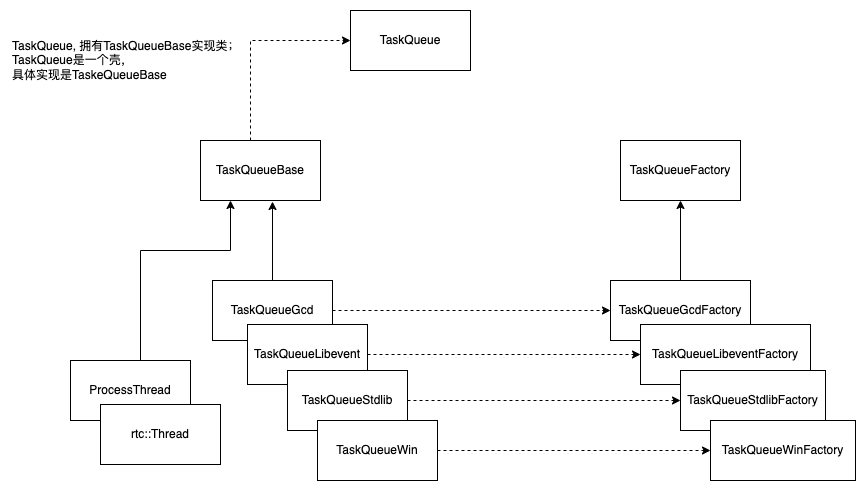 TaskQueue
TaskQueue, 拥有TaskQueueBase实现类；
TaskQueue是一个壳，
具体实现是TaskeQueueBase
TaskQueueBase
TaskQueueFactory
TaskQueueGcd
TaskQueueGcdFactory
TaskQueueLibevent
TaskQueueLibeventFactory
ProcessThread
TaskQueueStdlib
TaskQueueStdlibFactory
rtc::Thread
TaskQueueWin
TaskQueueWinFactory